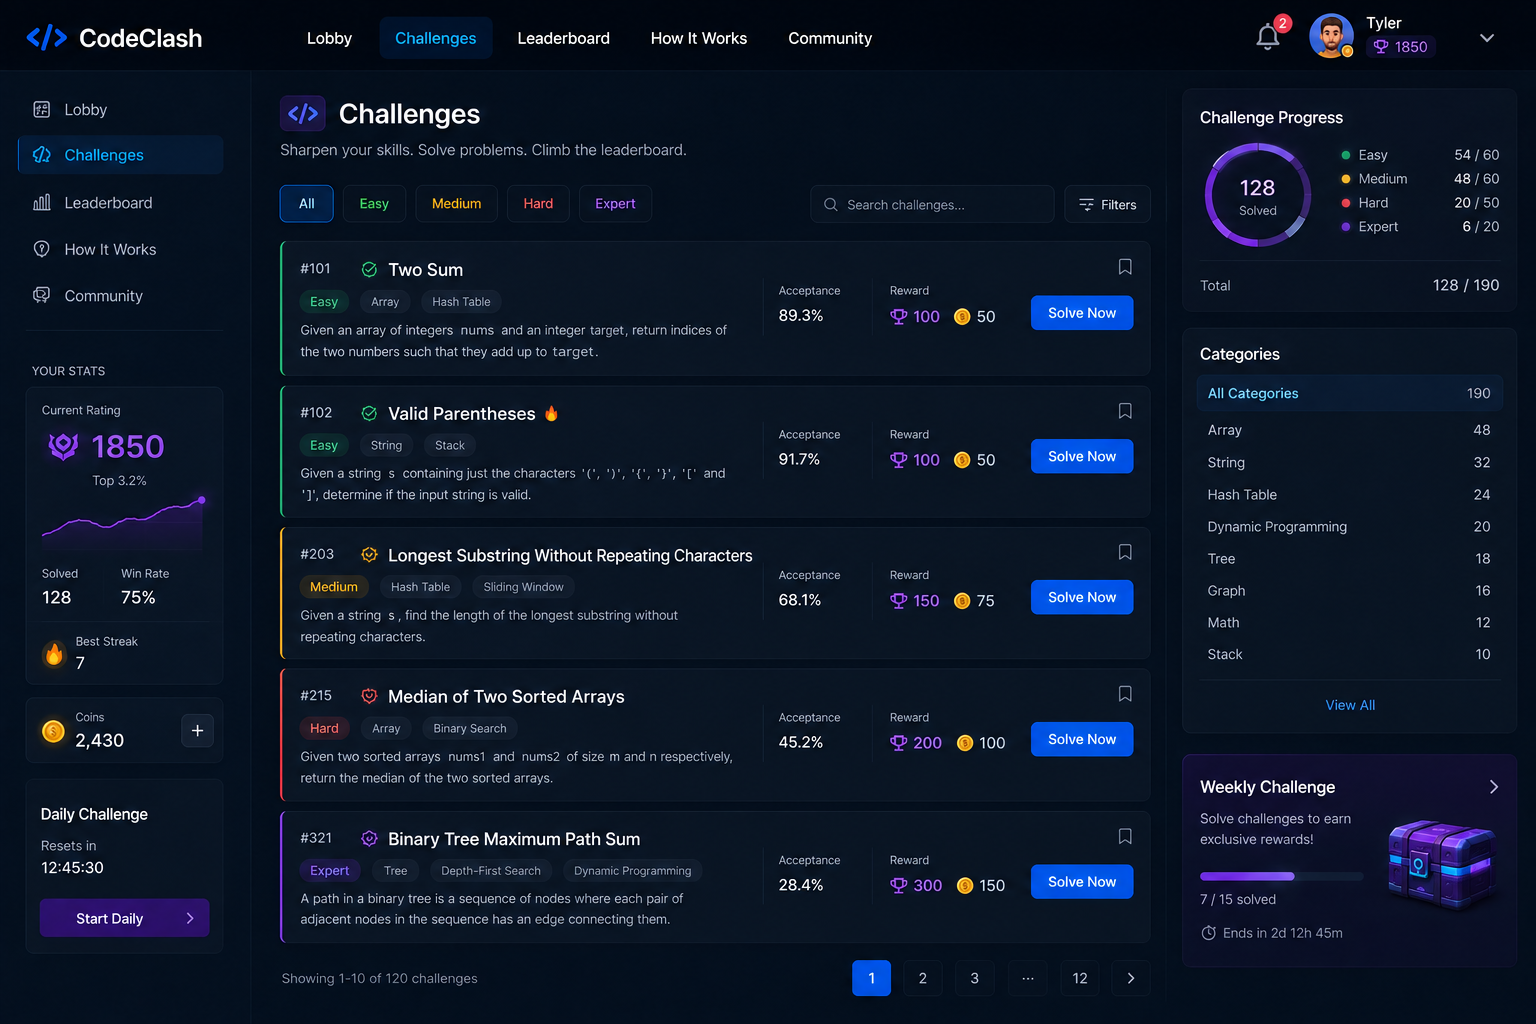 CodeClash
Lobby
Challenges
Leaderboard
How It Works
Community
2
Tyler
1850
Lobby
Challenges
Leaderboard
How It Works
Community
YOUR STATS
Current Rating
1850
Top 3.2%
Solved
128
Win Rate
75%
Best Streak
7
Coins
2,430
+
Daily Challenge
Resets in
12:45:30
Start Daily
</> Challenges
Sharpen your skills. Solve problems. Climb the leaderboard.
All
Easy
Medium
Hard
Expert
Search challenges...
Filters
#101 Two Sum
Easy Array Hash Table
Given an array of integers nums and an integer target, return indices of
the two numbers such that they add up to target.
Acceptance
89.3%
Reward
100 50
Solve Now
#102 Valid Parentheses
Easy String Stack
Given a string s containing just the characters '(', ')', '{', '}', '[' and
']', determine if the input string is valid.
Acceptance
91.7%
Reward
100 50
Solve Now
#203 Longest Substring Without Repeating Characters
Medium Hash Table Sliding Window
Given a string s, find the length of the longest substring without
repeating characters.
Acceptance
68.1%
Reward
150 75
Solve Now
#215 Median of Two Sorted Arrays
Hard Array Binary Search
Given two sorted arrays nums1 and nums2 of size m and n respectively,
return the median of the two sorted arrays.
Acceptance
45.2%
Reward
200 100
Solve Now
#321 Binary Tree Maximum Path Sum
Expert Tree Depth-First Search Dynamic Programming
A path in a binary tree is a sequence of nodes where each pair of
adjacent nodes in the sequence has an edge connecting them.
Acceptance
28.4%
Reward
300 150
Solve Now
Showing 1-10 of 120 challenges
1 2 3 ... 12 >
Challenge Progress
128
Solved
Easy 54 / 60
Medium 48 / 60
Hard 20 / 50
Expert 6 / 20
Total 128 / 190
Categories
All Categories 190
Array 48
String 32
Hash Table 24
Dynamic Programming 20
Tree 18
Graph 16
Math 12
Stack 10
View All
Weekly Challenge
Solve challenges to earn
exclusive rewards!
7 / 15 solved
Ends in 2d 12h 45m